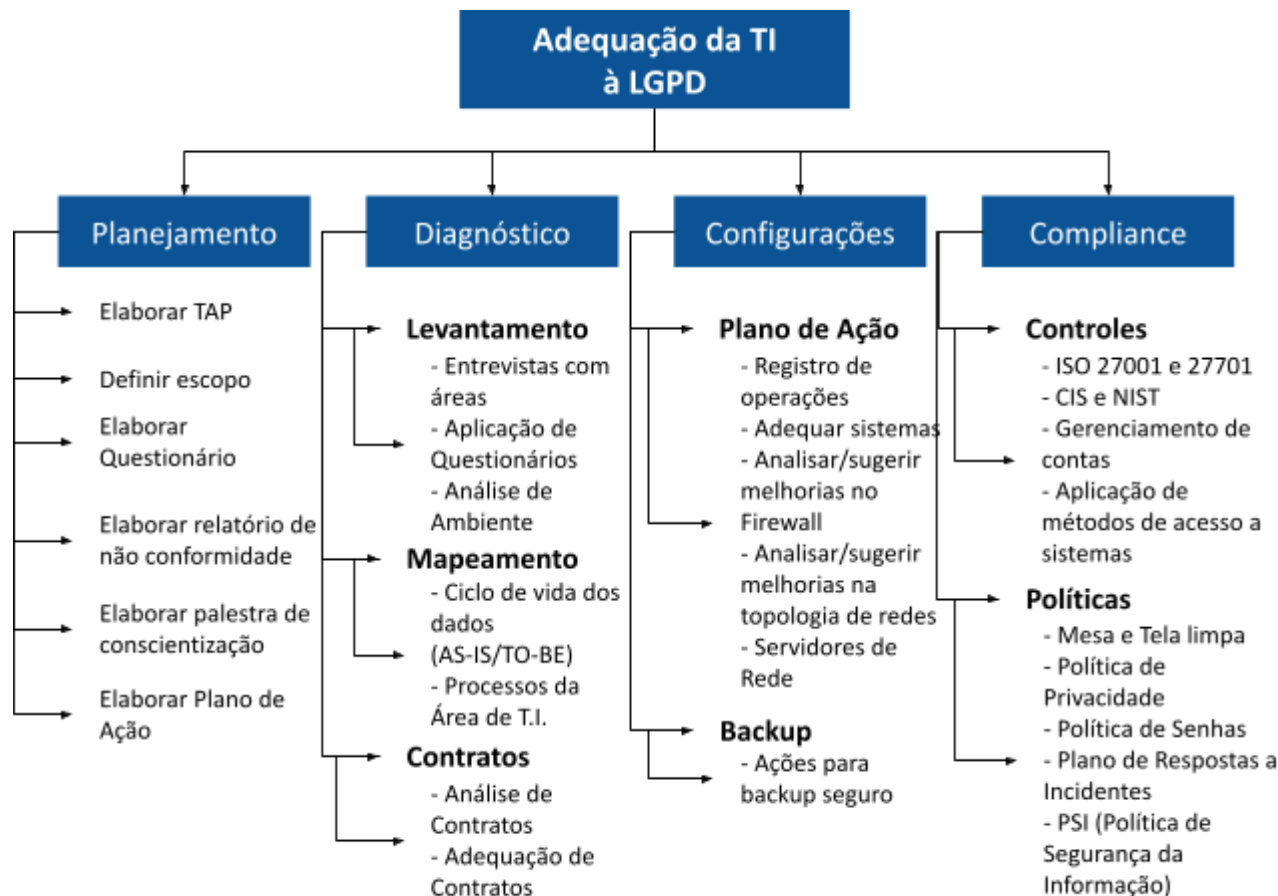 Adequação da TI
à LGPD
Planejamento
Elaborar TAP
Definir escopo
Elaborar
Questionário
Elaborar relatório de
não conformidade
Elaborar palestra de
conscientização
Elaborar Plano de
Ação
Diagnóstico
Levantamento
- Entrevistas com
áreas
- Aplicação de
Questionários
- Análise de
Ambiente
Mapeamento
- Ciclo de vida dos
dados
(AS-IS/TO-BE)
- Processos da
Área de T.I.
Contratos
- Análise de
Contratos
- Adequação de
Contratos
Configurações
Plano de Ação
- Registro de
operações
- Adequar sistemas
- Analisar/sugerir
melhorias no
Firewall
- Analisar/sugerir
melhorias na
topologia de redes
- Servidores de
Rede
Backup
- Ações para
backup seguro
Compliance
Controles
- ISO 27001 e 27701
- CIS e NIST
- Gerenciamento de
contas
- Aplicação de
métodos de acesso a
sistemas
Políticas
- Mesa e Tela limpa
- Política de
Privacidade
- Política de Senhas
- Plano de Respostas a
Incidentes
- PSI (Política de
Segurança da
Informação)